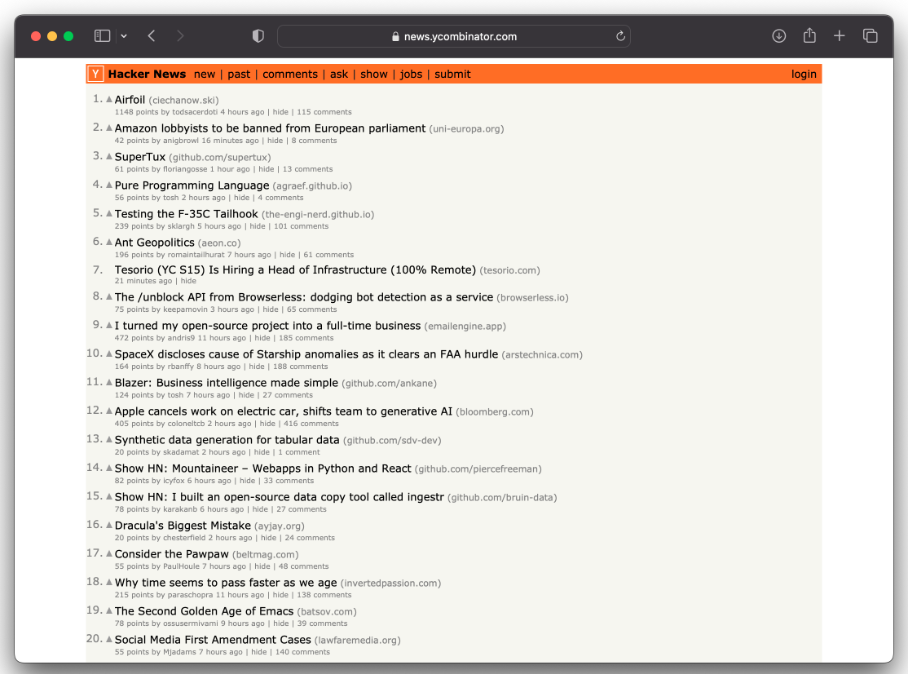 news.ycombinator.com
Y Hacker News new | past | comments | ask | show | jobs | submit login
1. Airfoil (ciechanow.ski)
1148 points by todsacerdoti 4 hours ago | hide | 115 comments
2. Amazon lobbyists to be banned from European parliament (uni-europa.org)
42 points by anigbrowl 16 minutes ago | hide | 8 comments
3. SuperTux (github.com/supertux)
61 points by floriangosse 1 hour ago | hide | 13 comments
4. Pure Programming Language (agraef.github.io)
56 points by tosh 2 hours ago | hide | 4 comments
5. Testing the F-35C Tailhook (the-engi-nerd.github.io)
239 points by sklargh 5 hours ago | hide | 101 comments
6. Ant Geopolitics (aeon.co)
196 points by romaintailhurat 7 hours ago | hide | 61 comments
7. Tesorio (YC S15) Is Hiring a Head of Infrastructure (100% Remote) (tesorio.com)
21 minutes ago | hide
8. The /unblock API from Browserless: dodging bot detection as a service (browserless.io)
75 points by keepamovin 3 hours ago | hide | 65 comments
9. I turned my open-source project into a full-time business (emailengine.app)
472 points by andris9 11 hours ago | hide | 185 comments
10. SpaceX discloses cause of Starship anomalies as it clears an FAA hurdle (arstechnica.com)
164 points by rbanffy 8 hours ago | hide | 188 comments
11. Blazer: Business intelligence made simple (github.com/ankane)
124 points by tosh 7 hours ago | hide | 27 comments
12. Apple cancels work on electric car, shifts team to generative AI (bloomberg.com)
405 points by coloneltcb 2 hours ago | hide | 416 comments
13. Synthetic data generation for tabular data (github.com/sdv-dev)
20 points by skadamat 2 hours ago | hide | 1 comment
14. Show HN: Mountaineer – Webapps in Python and React (github.com/piercefreeman)
82 points by icyfox 6 hours ago | hide | 33 comments
15. Show HN: I built an open-source data copy tool called ingestr (github.com/bruin-data)
78 points by karakanb 6 hours ago | hide | 27 comments
16. Dracula's Biggest Mistake (ayjay.org)
20 points by chesterfield 2 hours ago | hide | 24 comments
17. Consider the Pawpaw (beltmag.com)
55 points by PaulHoule 7 hours ago | hide | 48 comments
18. Why time seems to pass faster as we age (invertedpassion.com)
215 points by paraschopra 11 hours ago | hide | 138 comments
19. The Second Golden Age of Emacs (batsov.com)
78 points by ossusermivami 9 hours ago | hide | 39 comments
20. Social Media First Amendment Cases (lawfaremedia.org)
55 points by Mjadams 7 hours ago | hide | 140 comments